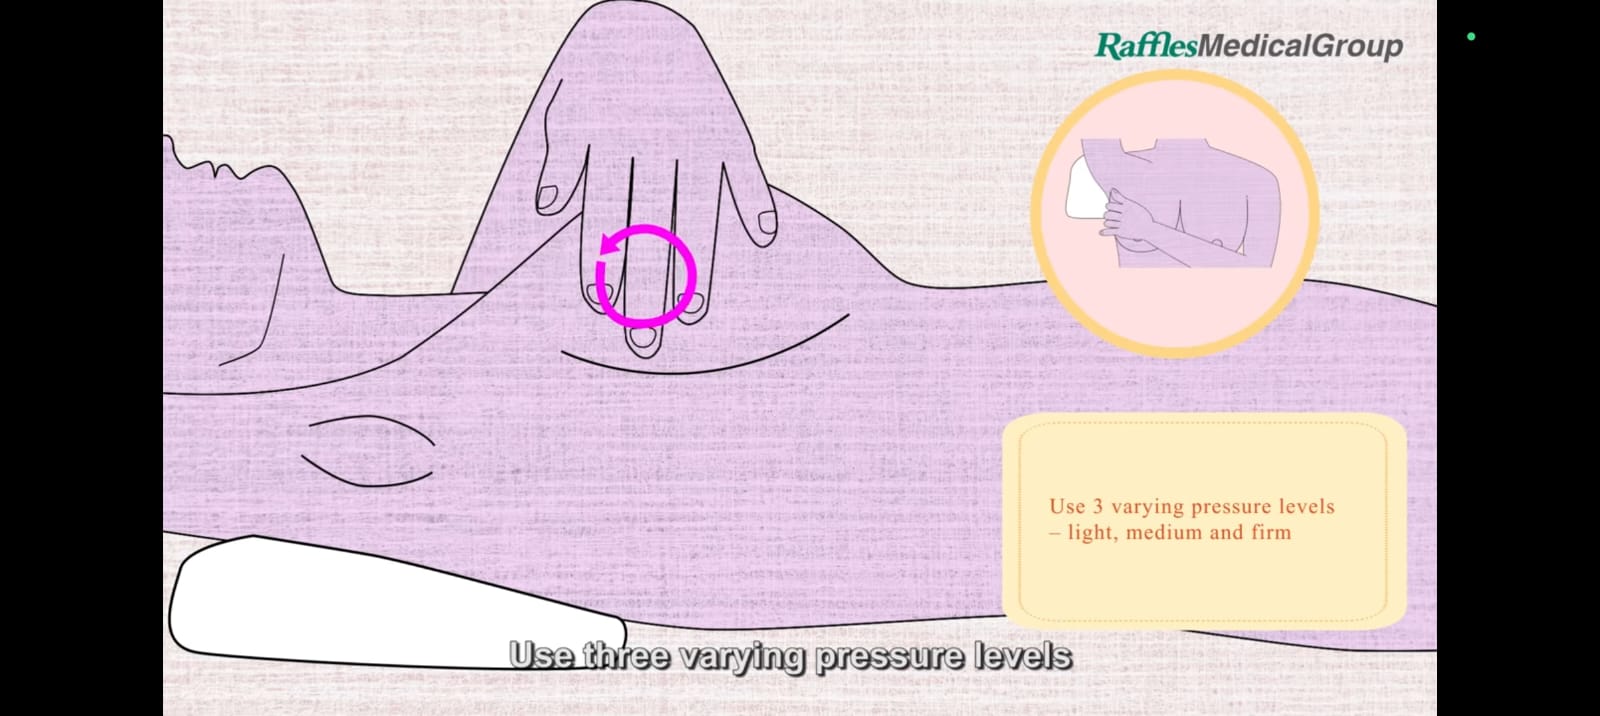 RafflesMedicalGroup
Use 3 varying pressure levels
– light, medium and firm
Use three varying pressure levels